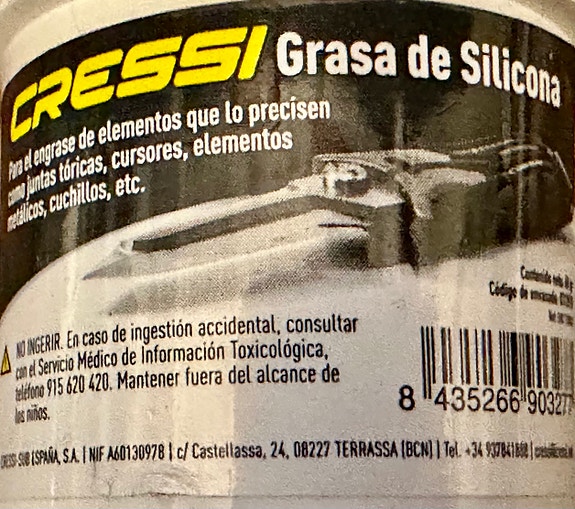 CRESSI Grasa de Silicona
Para el engrase de elementos que lo precisen
como juntas tóricas, cursores, elementos
metálicos, cuchillos, etc.
Contenido neto
Código de envasado
NO INGERIR. En caso de ingestión accidental, consultar
con el Servicio Médico de Información Toxicológica,
teléfono 915 620 420. Mantener fuera del alcance de
los niños.
8 435266 90327
CRESSI-SUB ESPAÑA, S.A. | NIF A60130978 | c/ Castellassa, 24, 08227 TERRASSA (BCN) | Tel. +34